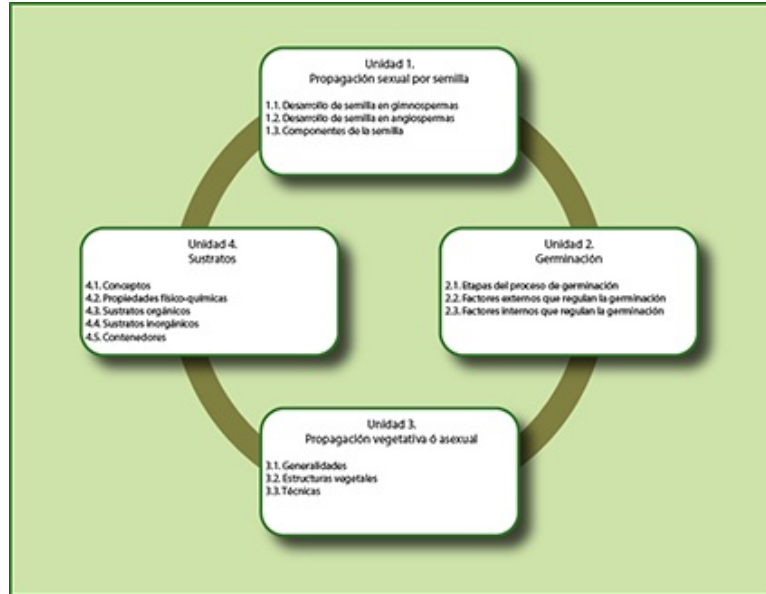 Unidad 1.
Propagación sexual por semilla
1.1. Desarrollo de semilla en gimnospermas
1.2. Desarrollo de semilla en angiospermas
1.3. Componentes de la semilla
Unidad 2.
Germinación
2.1. Etapas del proceso de germinación
2.2. Factores externos que regulan la germinación
2.3. Factores internos que regulan la germinación
Unidad 3.
Propagación vegetativa ó asexual
3.1. Generalidades
3.2. Estructuras vegetales
3.3. Técnicas
Unidad 4.
Sustratos
4.1. Conceptos
4.2. Propiedades físico-químicas
4.3. Sustratos orgánicos
4.4. Sustratos inorgánicos
4.5. Contenedores